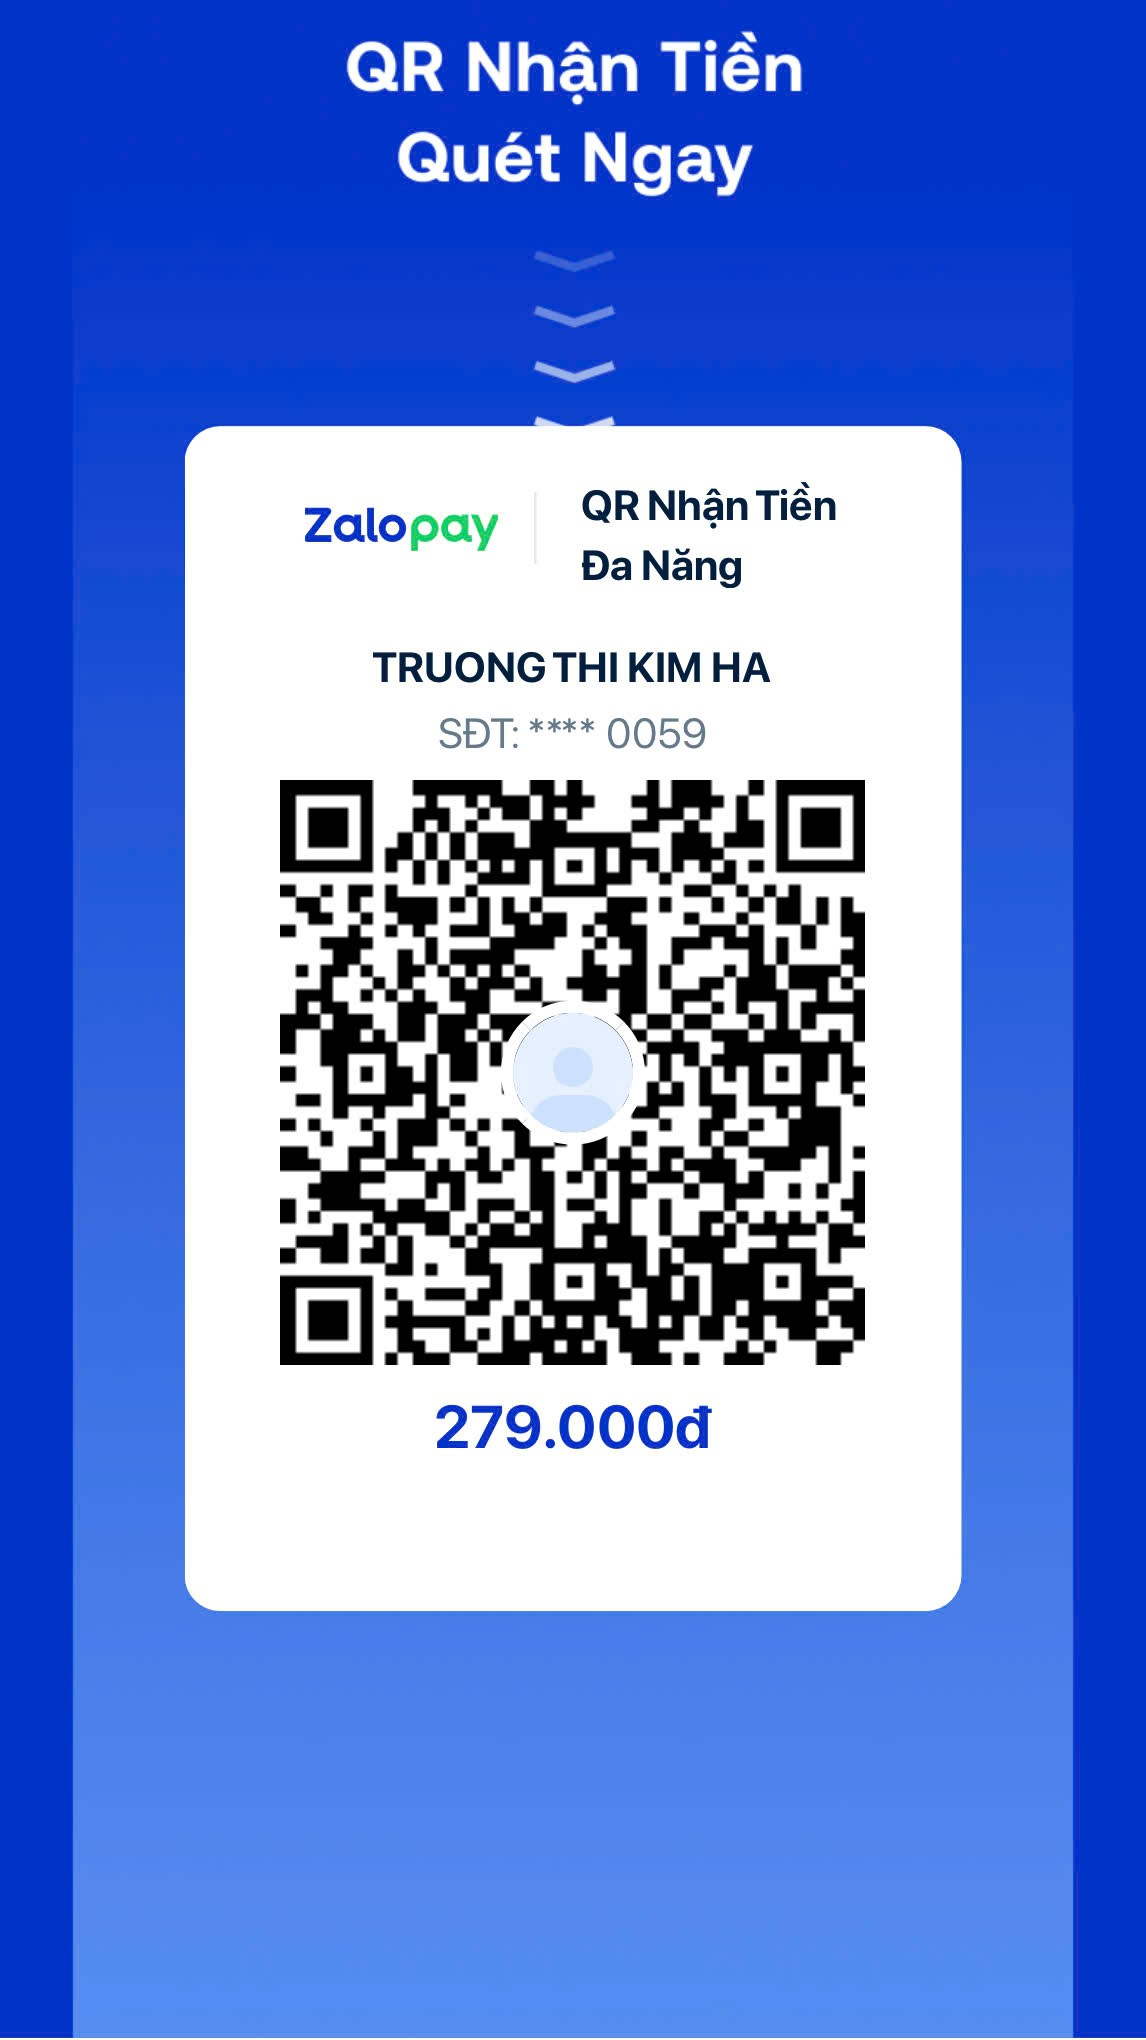 QR Nhận Tiền
Quét Ngay
Zalopay
QR Nhận Tiền
Đa Năng
TRUONG THI KIM HA
SĐT: **** 0059
279.000đ